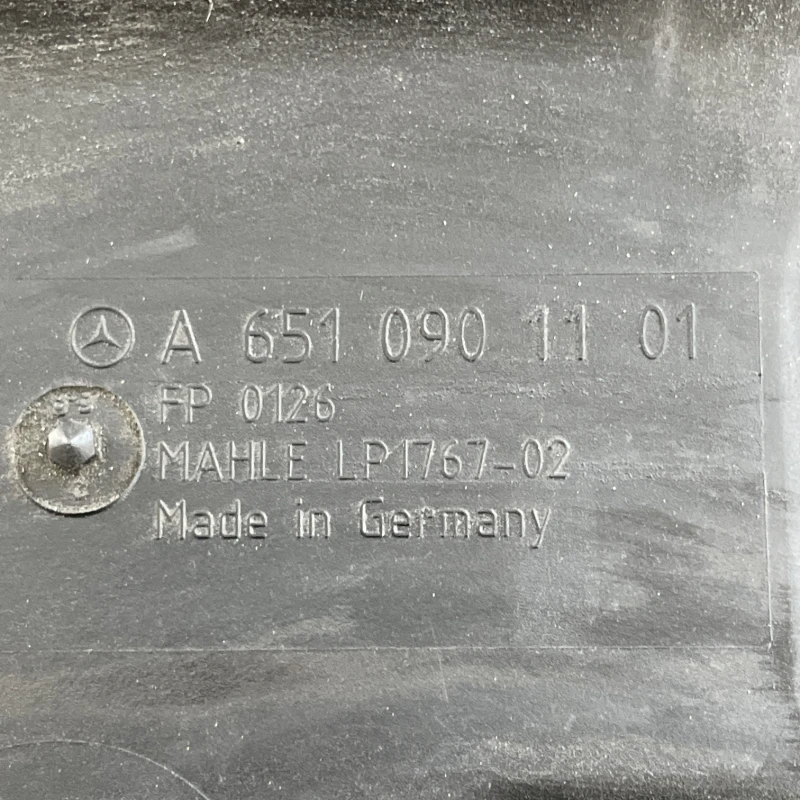 A 651 090 11 01
FP 0126
MAHLE LP1767-02
Made in Germany